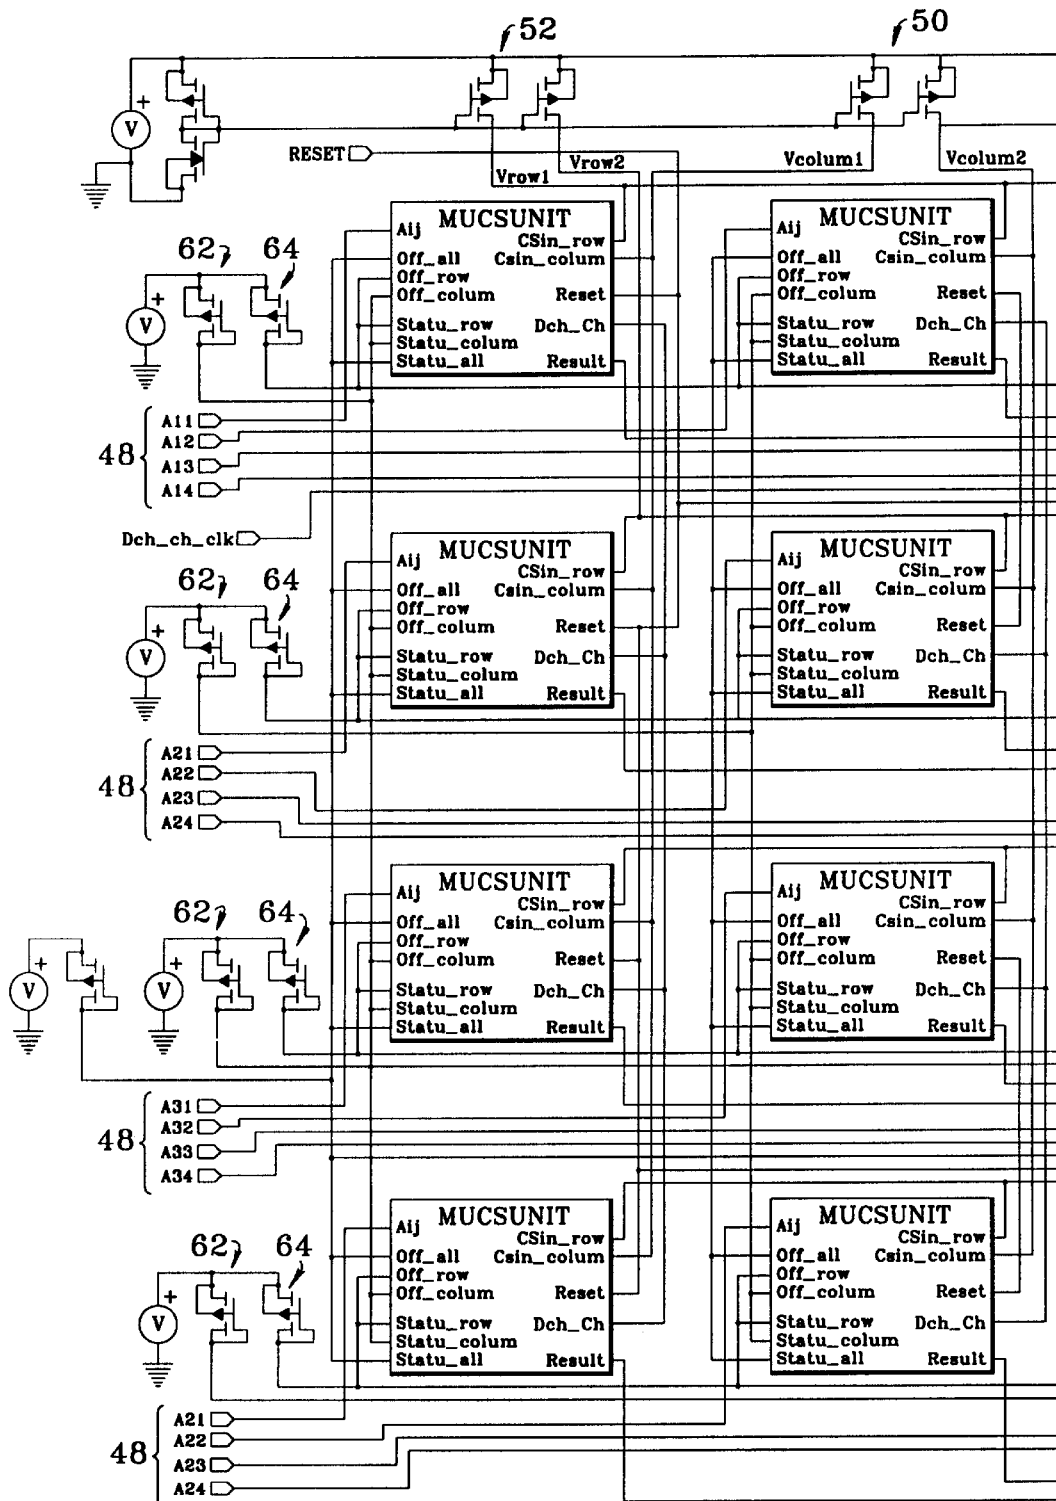 52
50
+
V
RESET
Vrow1
Vrow2
Vcolum1
Vcolum2
62
64
+
V
MUCSUNIT
Aij
CSin_row
Off_all
Csin_colum
Off_row
Off_colum
Reset
Statu_row
Dch_Ch
Statu_colum
Statu_all
Result
MUCSUNIT
Aij
CSin_row
Off_all
Csin_colum
Off_row
Off_colum
Reset
Statu_row
Dch_Ch
Statu_colum
Statu_all
Result
48
A11
A12
A13
A14
Dch_ch_clk
62
64
+
V
MUCSUNIT
Aij
CSin_row
Off_all
Csin_colum
Off_row
Off_colum
Reset
Statu_row
Dch_Ch
Statu_colum
Statu_all
Result
MUCSUNIT
Aij
CSin_row
Off_all
Csin_colum
Off_row
Off_colum
Reset
Statu_row
Dch_Ch
Statu_colum
Statu_all
Result
48
A21
A22
A23
A24
62
64
+
V
+
V
MUCSUNIT
Aij
CSin_row
Off_all
Csin_colum
Off_row
Off_colum
Reset
Statu_row
Dch_Ch
Statu_colum
Statu_all
Result
MUCSUNIT
Aij
CSin_row
Off_all
Csin_colum
Off_row
Off_colum
Reset
Statu_row
Dch_Ch
Statu_colum
Statu_all
Result
48
A31
A32
A33
A34
62
64
+
V
MUCSUNIT
Aij
CSin_row
Off_all
Csin_colum
Off_row
Off_colum
Reset
Statu_row
Dch_Ch
Statu_colum
Statu_all
Result
MUCSUNIT
Aij
CSin_row
Off_all
Csin_colum
Off_row
Off_colum
Reset
Statu_row
Dch_Ch
Statu_colum
Statu_all
Result
48
A21
A22
A23
A24